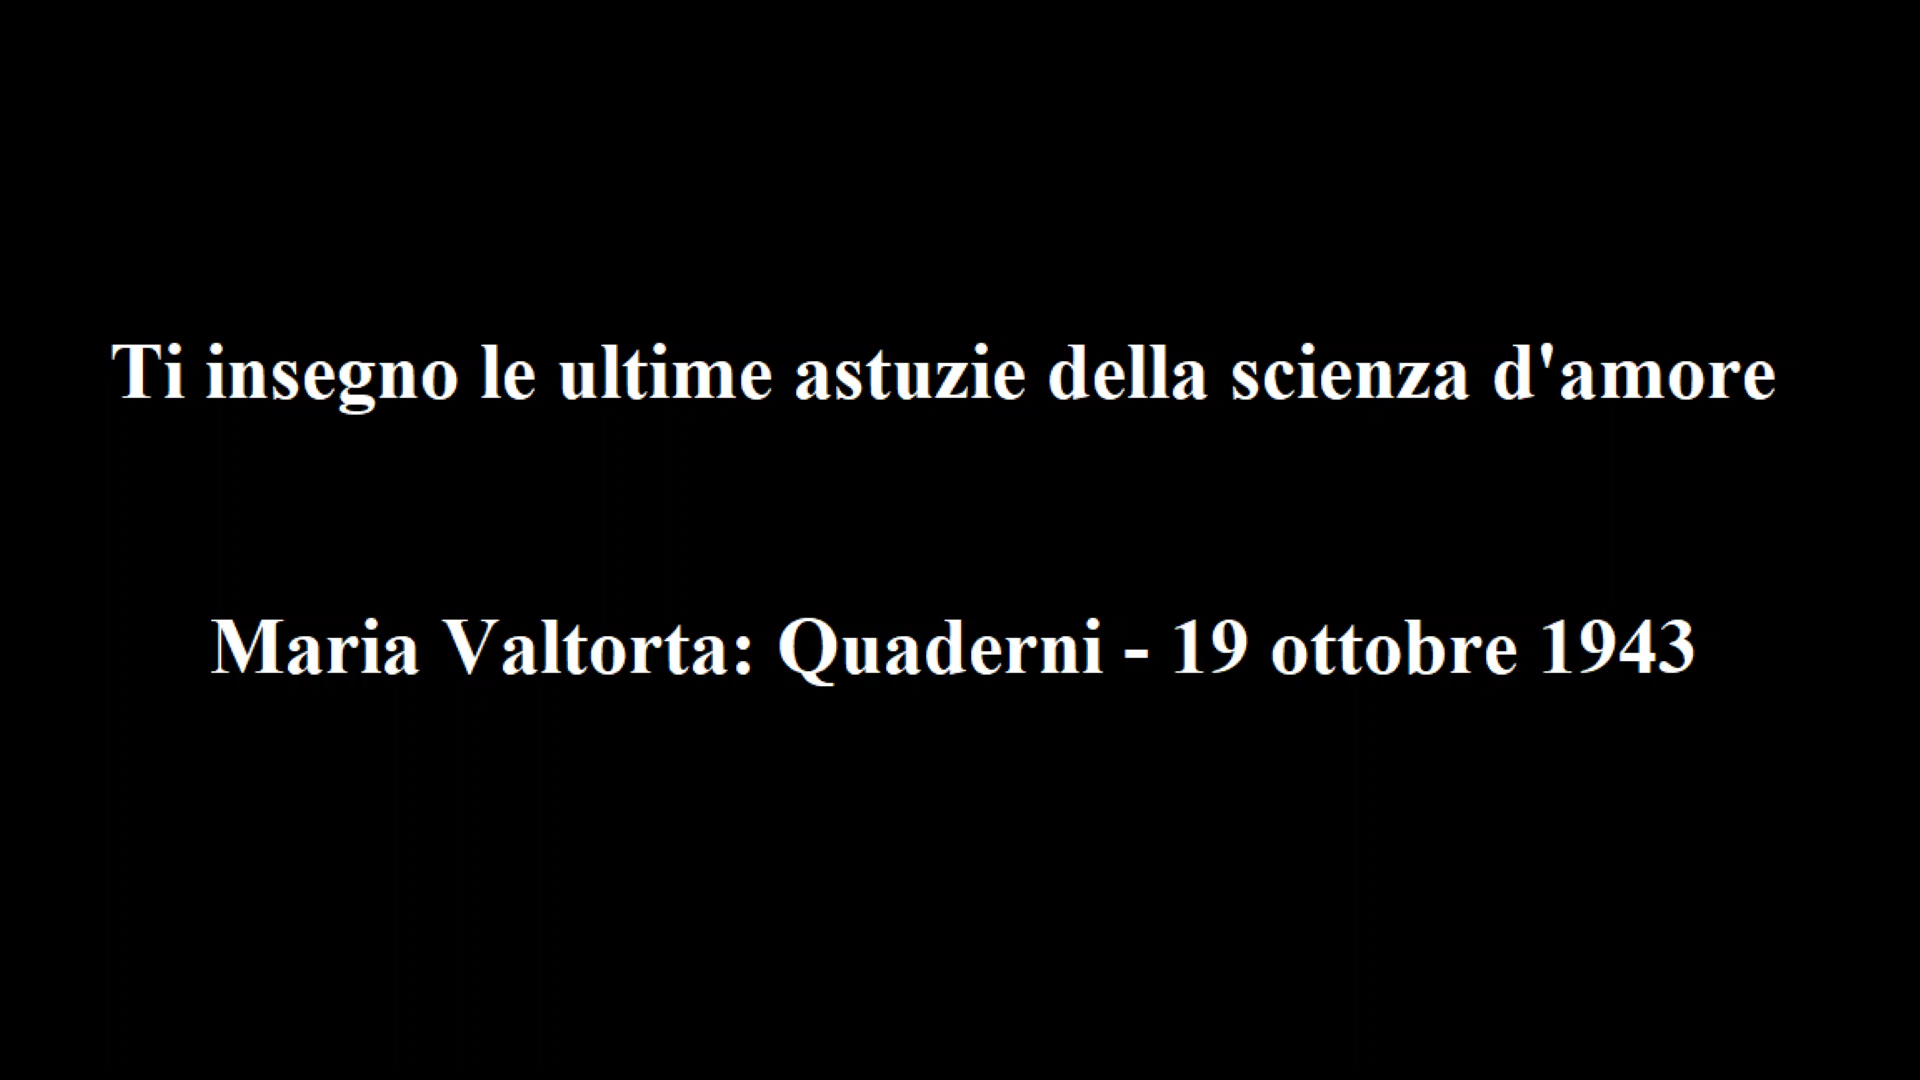 Ti insegno le ultime astuzie della scienza d'amore
Maria Valtorta: Quaderni - 19 ottobre 1943